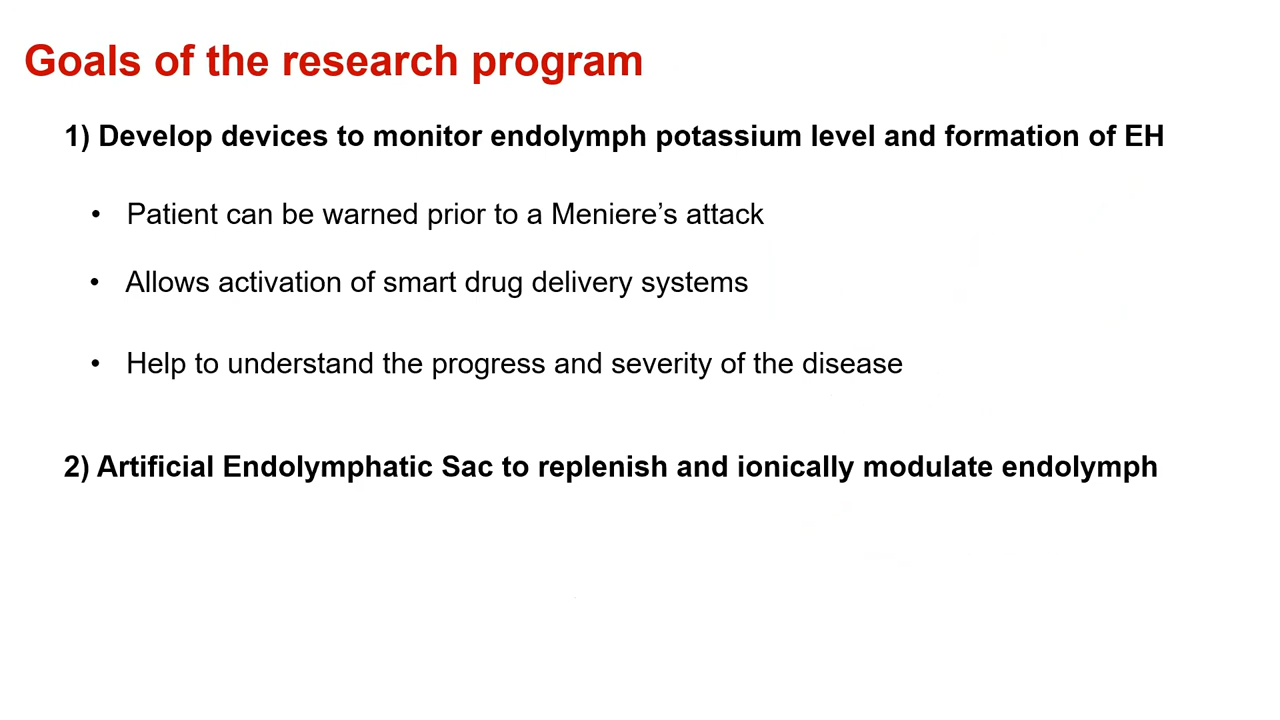 Goals of the research program
1) Develop devices to monitor endolymph potassium level and formation of EH
• Patient can be warned prior to a Meniere’s attack
• Allows activation of smart drug delivery systems
• Help to understand the progress and severity of the disease
2) Artificial Endolymphatic Sac to replenish and ionically modulate endolymph